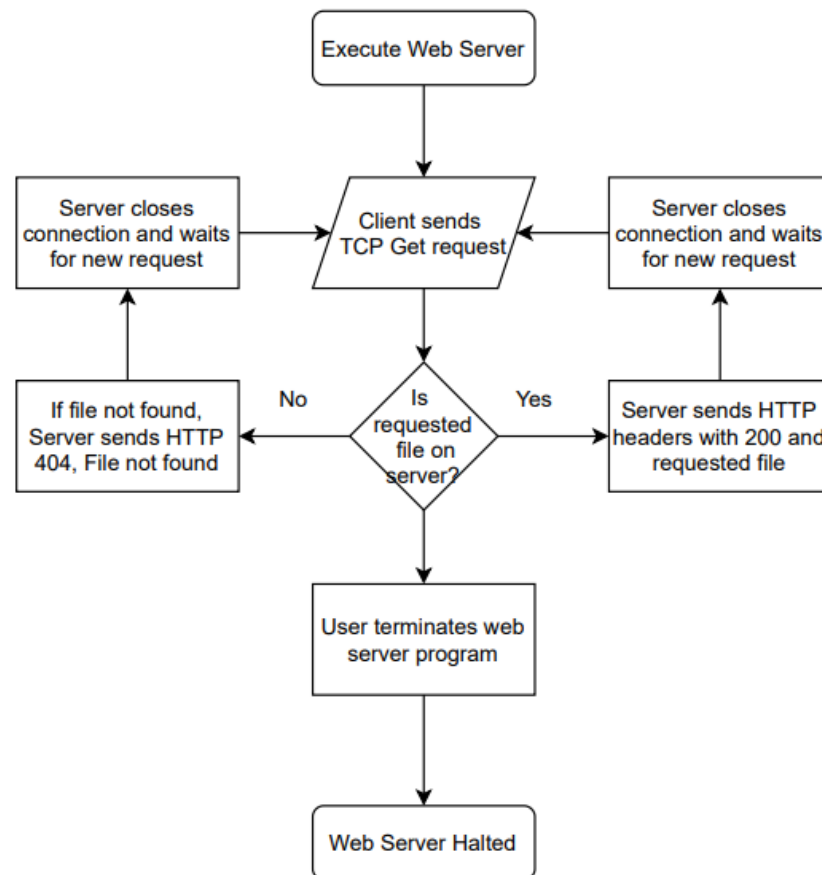 Execute Web Server
Server closes
connection and waits
for new request
Client sends
TCP Get request
Server closes
connection and waits
for new request
If file not found,
Server sends HTTP
404, File not found
No
Is
requested
file on
server?
Yes
Server sends HTTP
headers with 200 and
requested file
User terminates web
server program
Web Server Halted